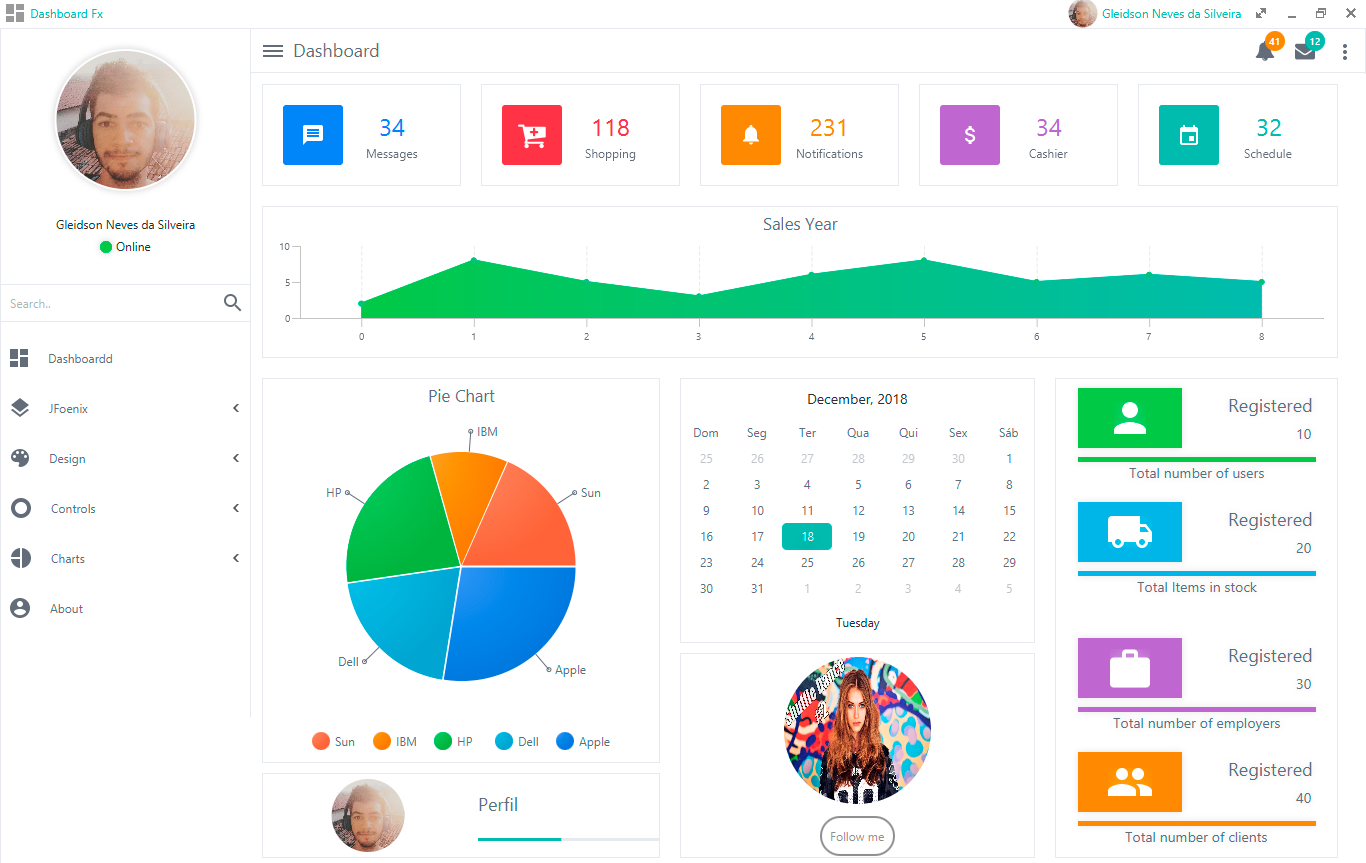 Dashboard Fx
Gleidson Neves da Silveira
Gleidson Neves da Silveira
Online
Search..
Dashboardd
JFoenix
Design
Controls
Charts
About
Dashboard
41
12
34
Messages
118
Shopping
231
Notifications
34
Cashier
32
Schedule
Sales Year
10
5
0
0 1 2 3 4 5 6 7 8
Pie Chart
IBM
HP
Sun
Dell
Apple
Sun IBM HP Dell Apple
Perfil
December, 2018
Dom Seg Ter Qua Qui Sex Sáb
25 26 27 28 29 30 1
2 3 4 5 6 7 8
9 10 11 12 13 14 15
16 17 18 19 20 21 22
23 24 25 26 27 28 29
30 31 1 2 3 4 5
Tuesday
Follow me
Registered
10
Total number of users
Registered
20
Total Items in stock
Registered
30
Total number of employers
Registered
40
Total number of clients